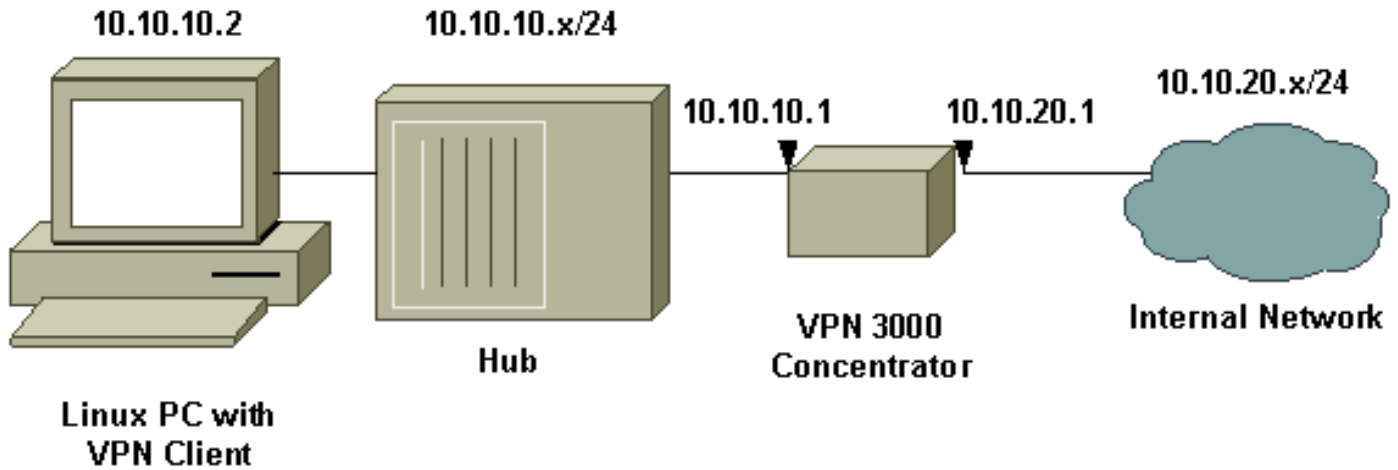 10.10.10.2
10.10.10.x/24
10.10.10.1
10.10.20.1
10.10.20.x/24
Linux PC with
VPN Client
Hub
VPN 3000
Concentrator
Internal Network